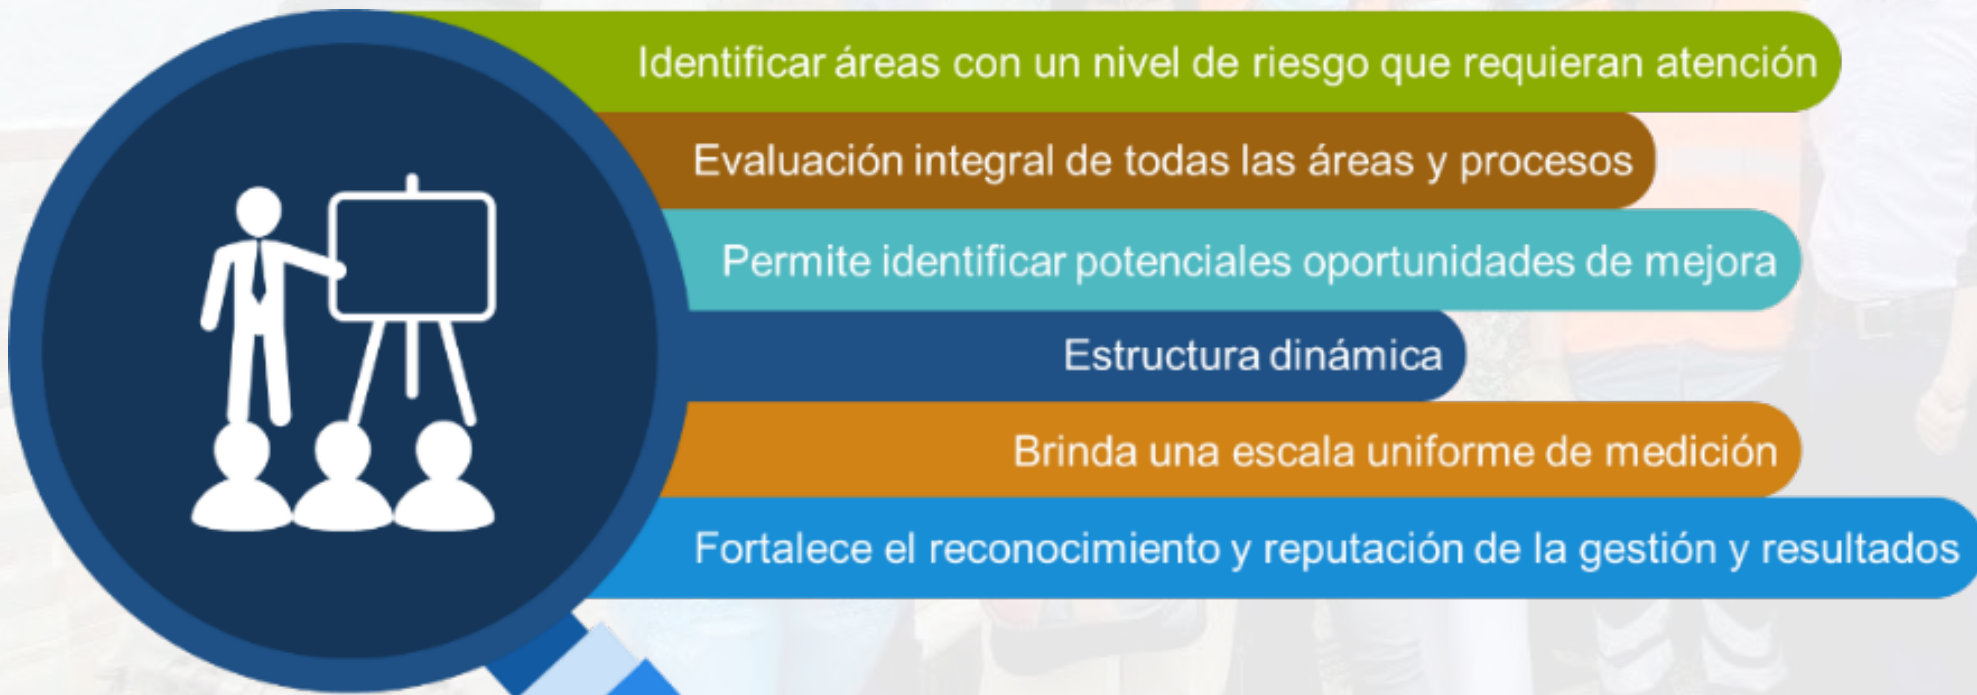 Identificar áreas con un nivel de riesgo que requieran atención
Evaluación integral de todas las áreas y procesos
Permite identificar potenciales oportunidades de mejora
Estructura dinámica
Brinda una escala uniforme de medición
Fortalece el reconocimiento y reputación de la gestión y resultados